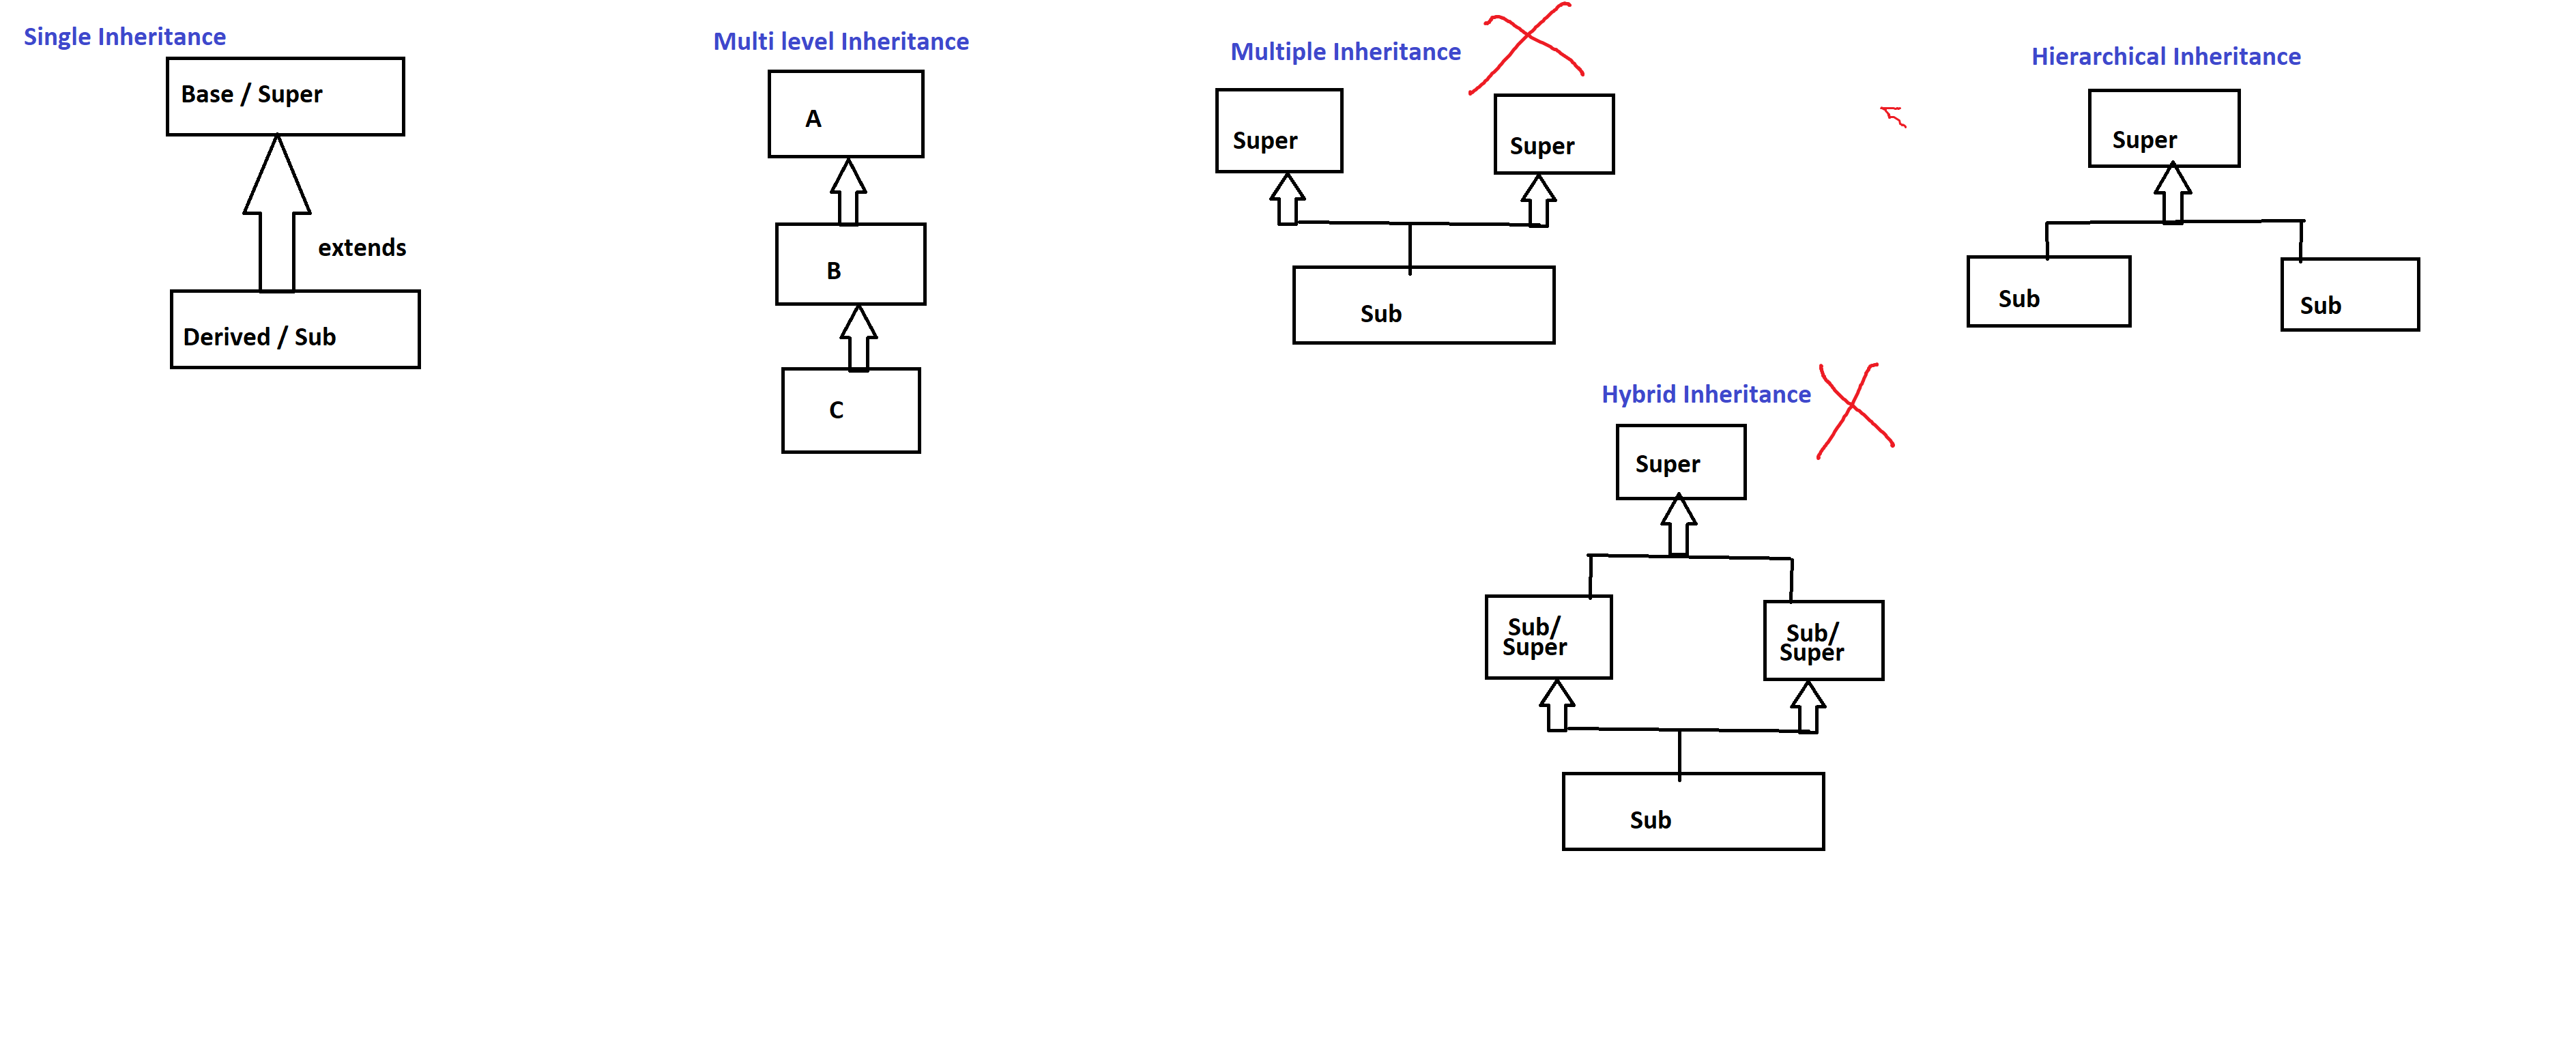 Single Inheritance
Base / Super
extends
Derived / Sub
Multi level Inheritance
A
B
C
Multiple Inheritance
Super
Super
Sub
Hierarchical Inheritance
Super
Sub
Sub
Hybrid Inheritance
Super
Sub/
Super
Sub/
Super
Sub